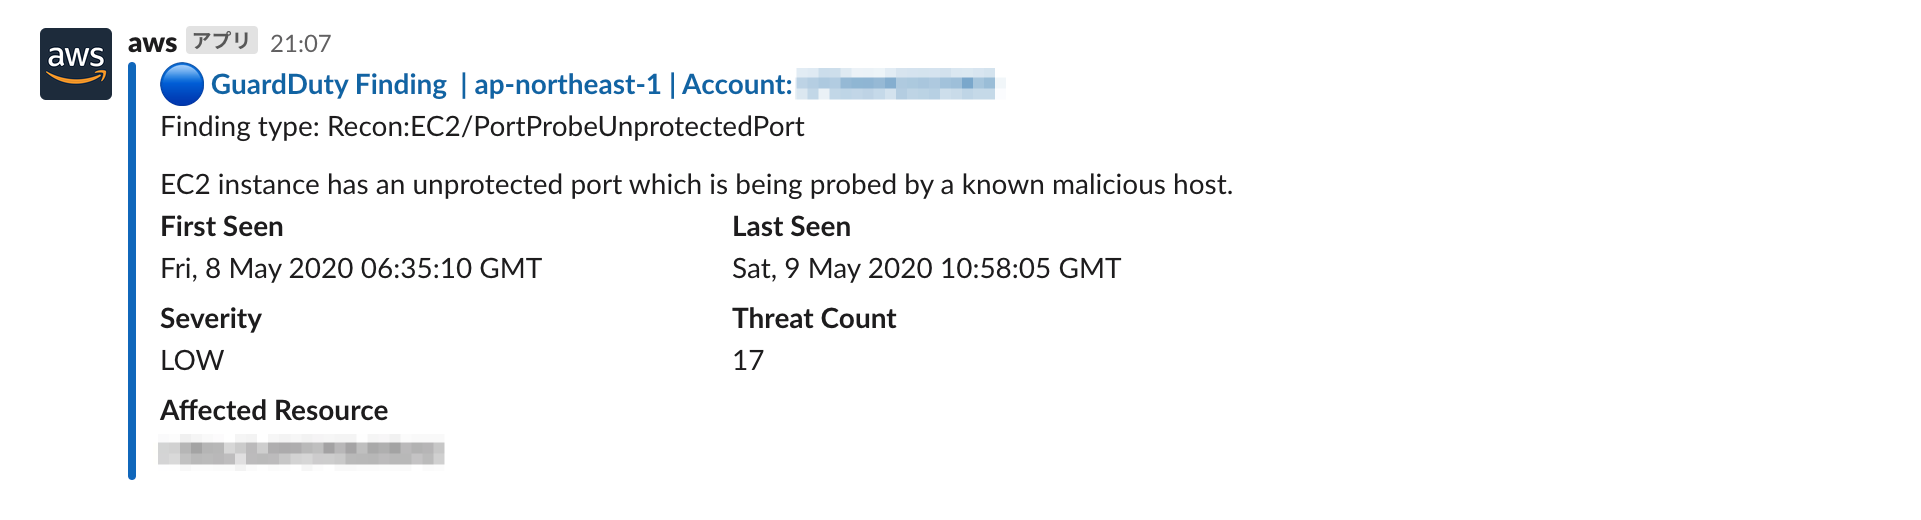 aws
aws アプリ 21:07
GuardDuty Finding | ap-northeast-1 | Account:
Finding type: Recon:EC2/PortProbeUnprotectedPort
EC2 instance has an unprotected port which is being probed by a known malicious host.
First Seen Last Seen
Fri, 8 May 2020 06:35:10 GMT Sat, 9 May 2020 10:58:05 GMT
Severity Threat Count
LOW 17
Affected Resource